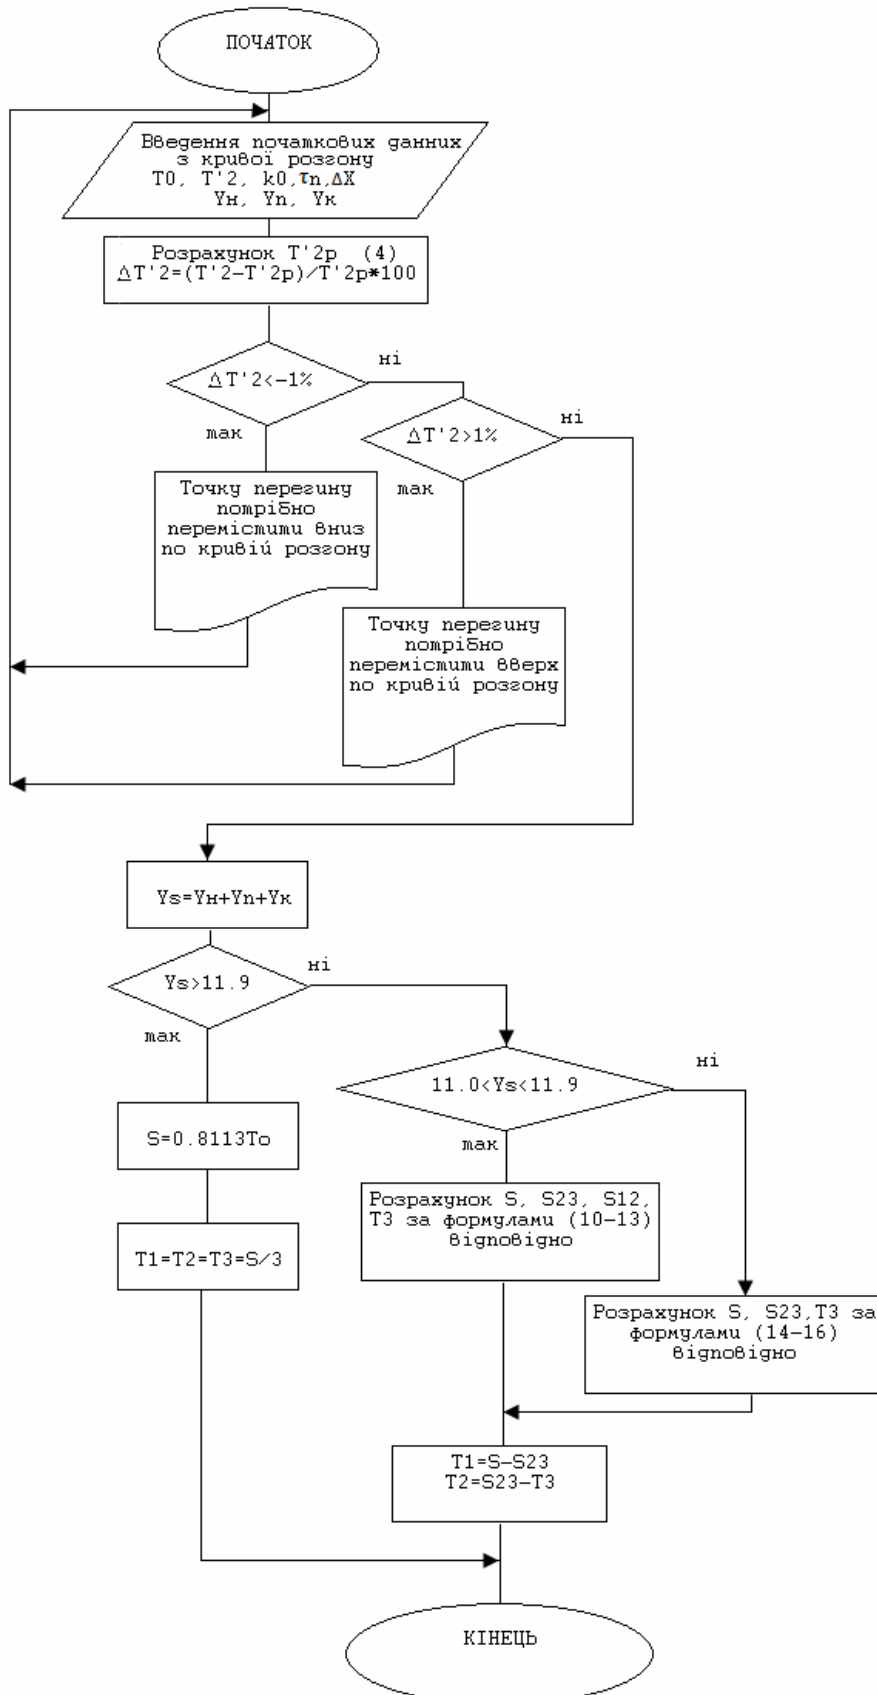 ПОЧАТОК
Введення початкових данних
з кривої розгону
T0, T'2, k0,τп,ΔX
Yн, Yп, Yк
Розрахунок T'2р (4)
ΔT'2=(T'2-T'2р)/T'2р*100
ΔT'2<-1%
ні
так
ΔT'2>1%
ні
так
Точку перегину
потрібно
перемістити вниз
по кривій розгону
Точку перегину
потрібно
перемістити вверх
по кривій розгону
Ys=Yн+Yп+Yк
Ys>11.9
ні
так
11.0<Ys<11.9
ні
так
S=0.8113To
Розрахунок S, S23, S12,
T3 за формулами (10-13)
відповідно
T1=T2=T3=S/3
Розрахунок S, S23,T3 за
формулами (14-16)
відповідно
T1=S-S23
T2=S23-T3
КІНЕЦЬ